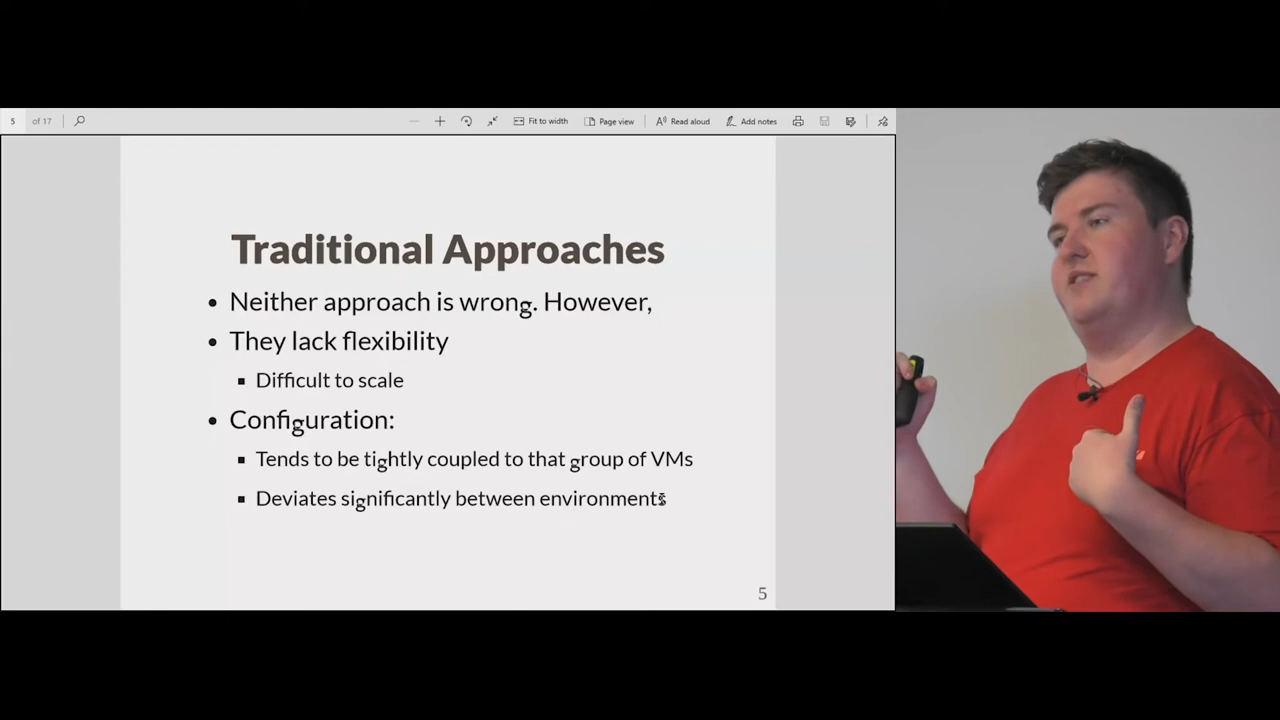 5 of 17 Fit to width Page view Read aloud Add notes
Traditional Approaches
• Neither approach is wrong. However,
• They lack flexibility
▪ Difficult to scale
• Configuration:
▪ Tends to be tightly coupled to that group of VMs
▪ Deviates significantly between environments
5